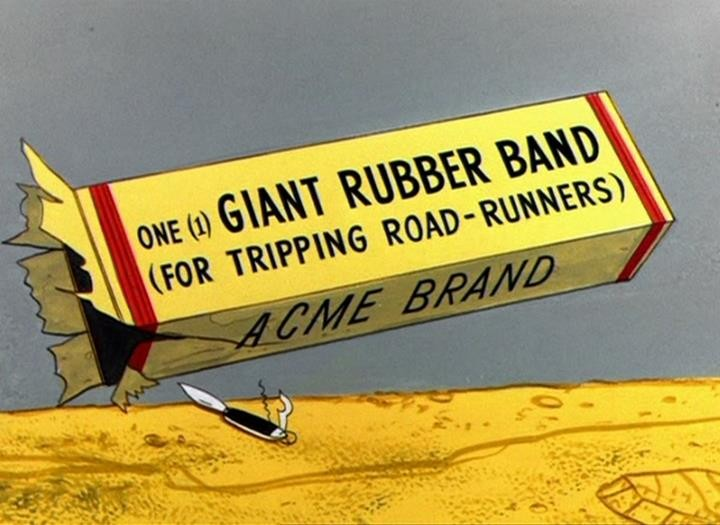 ONE (1) GIANT RUBBER BAND
(FOR TRIPPING ROAD-RUNNERS)
ACME BRAND